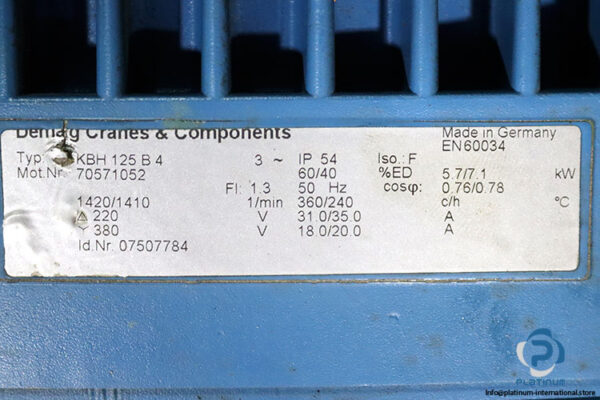 Demag Cranes & Components Made in Germany
EN60034
Typ: KBH 125 B 4 3 ~ IP 54 Iso.: F
Mot.Nr 70571052 60/40 %ED 5.7/7.1 kW
FI: 1.3 50 Hz cosφ: 0.76/0.78
1420/1410 1/min 360/240 c/h °C
△ 220 V 31.0/35.0 A
Y 380 V 18.0/20.0 A
Id.Nr. 07507784
PLATINUM
INTERNATIONAL
info@platinum-international.store